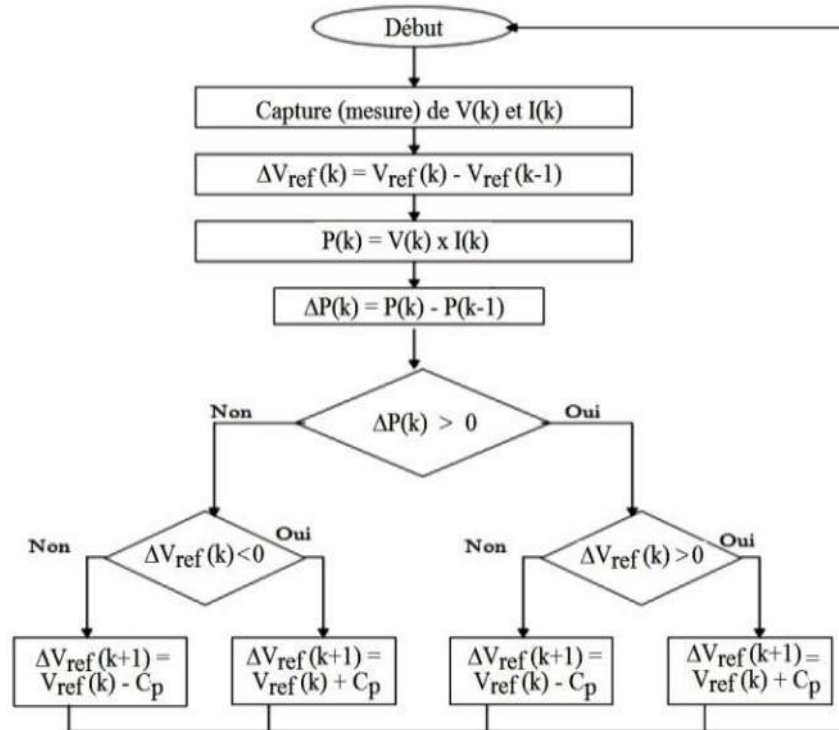 Début
Capture (mesure) de V(k) et I(k)
ΔVref (k) = Vref (k) - Vref (k-1)
P(k) = V(k) x I(k)
ΔP(k) = P(k) - P(k-1)
Non
ΔP(k) > 0
Oui
Non
ΔVref (k) <0
Oui
Non
ΔVref (k) >0
Oui
ΔVref (k+1) =
Vref (k) - Cp
ΔVref (k+1) =
Vref (k) + Cp
ΔVref (k+1) =
Vref (k) - Cp
ΔVref (k+1) =
Vref (k) + Cp